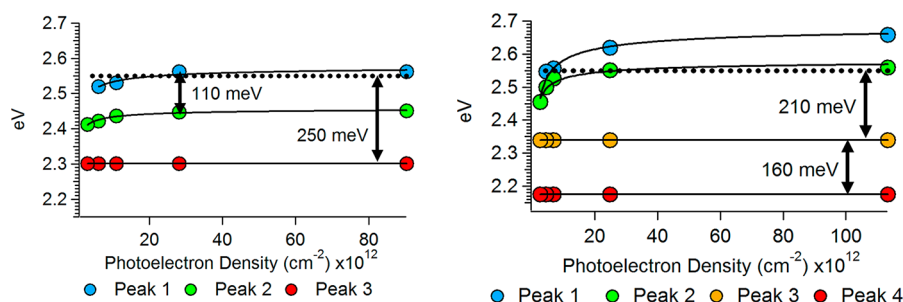 2.7
2.6
2.5
2.4
2.3
2.2
eV
110 meV
250 meV
20 40 60 80
Photoelectron Density (cm⁻²) x10¹²
Peak 1 Peak 2 Peak 3
2.7
2.6
2.5
2.4
2.3
2.2
eV
210 meV
160 meV
20 40 60 80 100
Photoelectron Density (cm⁻²) x10¹²
Peak 1 Peak 2 Peak 3 Peak 4